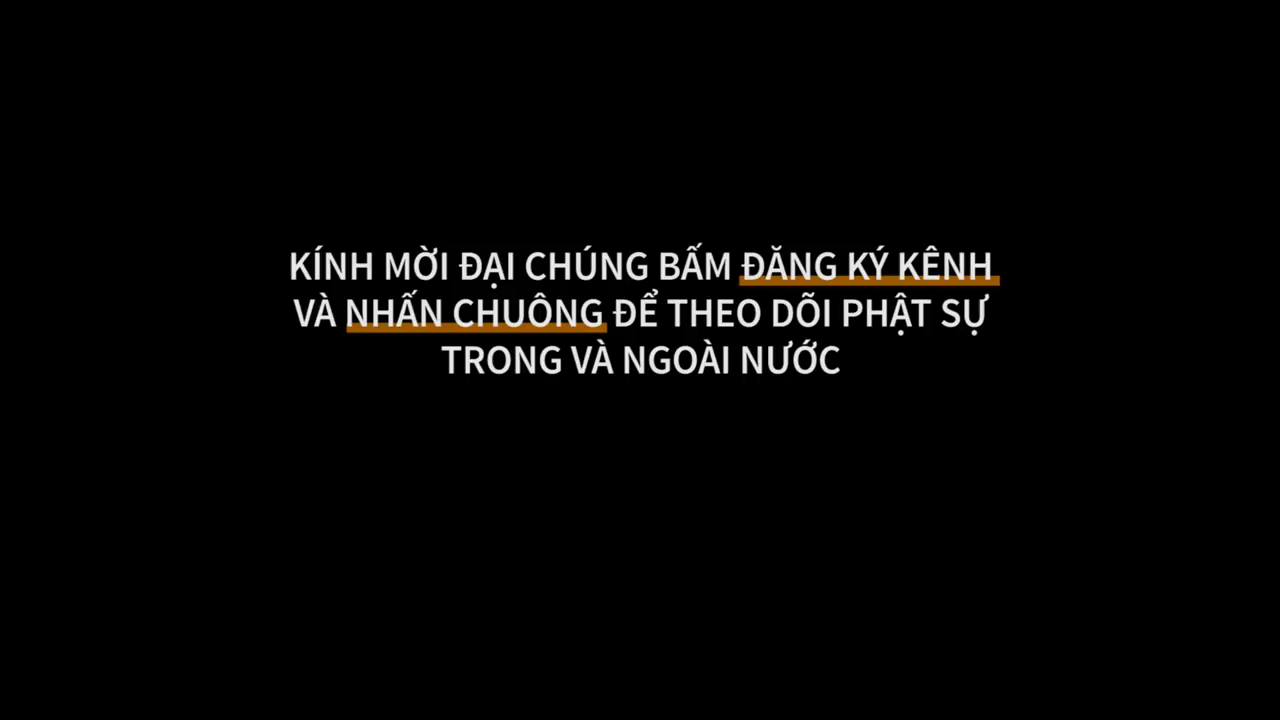 KÍNH MỜI ĐẠI CHÚNG BẤM ĐĂNG KÝ KÊNH
VÀ NHẤN CHUÔNG ĐỂ THEO DÕI PHẬT SỰ
TRONG VÀ NGOÀI NƯỚC